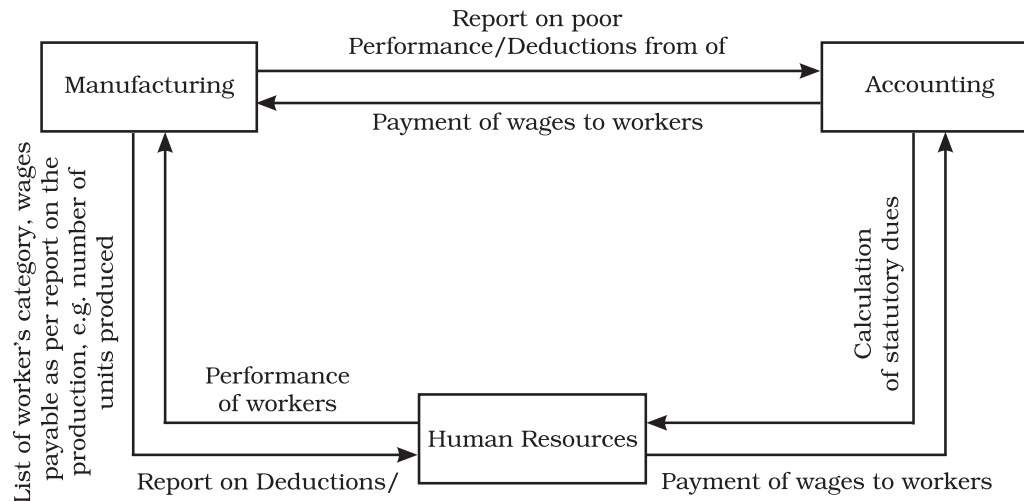 Report on poor
Performance/Deductions from of
Manufacturing
Accounting
Payment of wages to workers
List of worker's category, wages
payable as per report on the
production, e.g. number of
units produced
Calculation
of statutory dues
Performance
of workers
Human Resources
Report on Deductions/
Payment of wages to workers